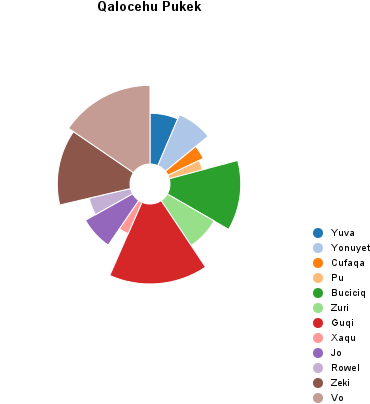 Qalocehu Pukek
Yuva
Yonuyet
Cufaqa
Pu
Buciciq
Zuri
Guqi
Xaqu
Jo
Rowel
Zeki
Vo